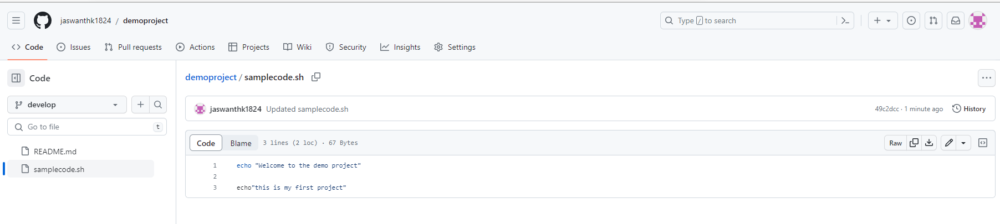 jaswanthk1824 / demoproject
Type / to search
Code Issues Pull requests Actions Projects Wiki Security Insights Settings
Code
demoproject / samplecode.sh
develop
jaswanthk1824 Updated samplecode.sh 49c2dcc · 1 minute ago History
Go to file t
Code Blame 3 lines (2 loc) · 67 Bytes Raw
README.md
samplecode.sh
1 echo "Welcome to the demo project"
2
3 echo"this is my first project"